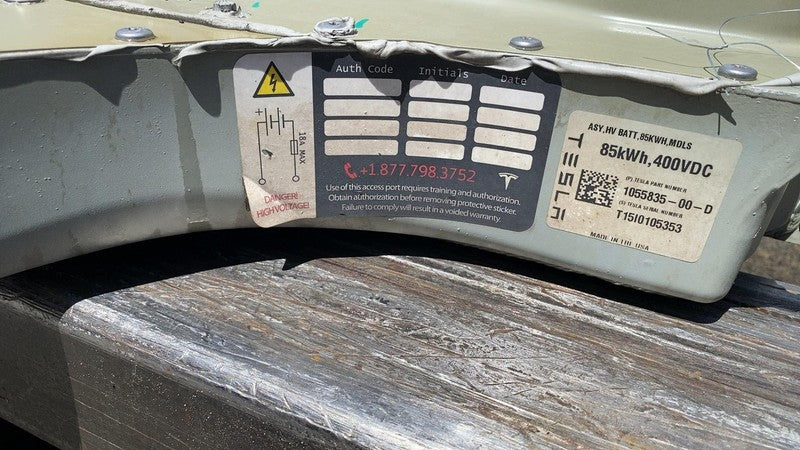 Auth Code Initials Date
+
18A MAX
DANGER!
HIGH VOLTAGE!
+1.877.798.3752
Use of this access port requires training and authorization.
Obtain authorization before removing protective sticker.
Failure to comply will result in a voided warranty.
TESLA
ASY,HV BATT,85KWH,MDLS
85kWh,400VDC
(P) TESLA PART NUMBER
1055835-00-D
(S) TESLA SERIAL NUMBER
T15I0105353
MADE IN THE USA